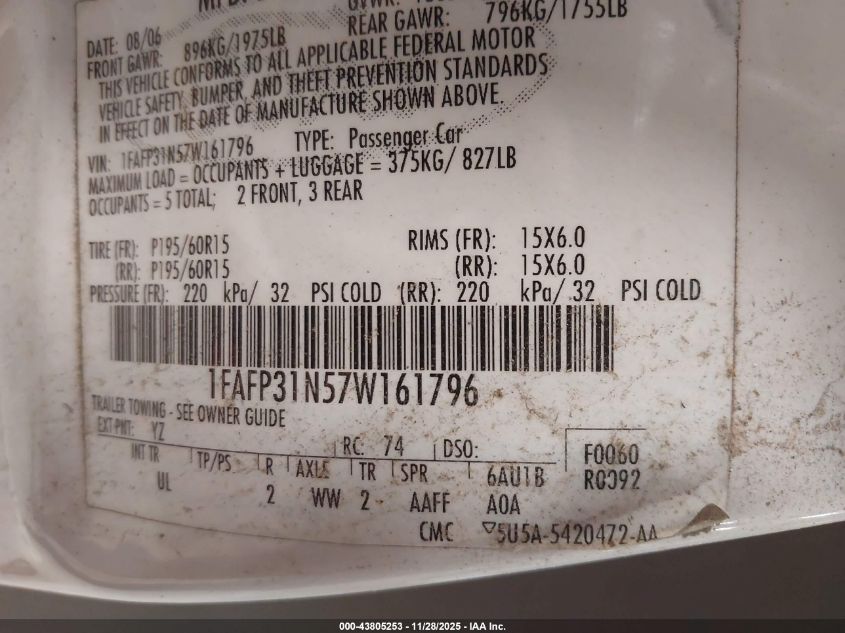 REAR GAWR: 796KG/1755LB
DATE: 08/06
FRONT GAWR: 896KG/1975LB
THIS VEHICLE CONFORMS TO ALL APPLICABLE FEDERAL MOTOR
VEHICLE SAFETY, BUMPER, AND THEFT PREVENTION STANDARDS
IN EFFECT ON THE DATE OF MANUFACTURE SHOWN ABOVE.
VIN: 1FAFP31N57W161796 TYPE: Passenger Car
MAXIMUM LOAD = OCCUPANTS + LUGGAGE = 375KG/ 827LB
OCCUPANTS = 5 TOTAL; 2 FRONT, 3 REAR
TIRE (FR): P195/60R15 RIMS (FR): 15X6.0
(RR): P195/60R15 (RR): 15X6.0
PRESSURE (FR): 220 kPa/ 32 PSI COLD (RR): 220 kPa/ 32 PSI COLD
1FAFP31N57W161796
TRAILER TOWING - SEE OWNER GUIDE
EXT PNT: YZ RC: 74 DSO: F0060
INT TR TP/PS R AXLE TR SPR 6AU1B R0092
UL 2 WW 2 AAFF A0A
CMC 5U5A-5420472-AA
000-43805253 - 11/28/2025 - IAA Inc.